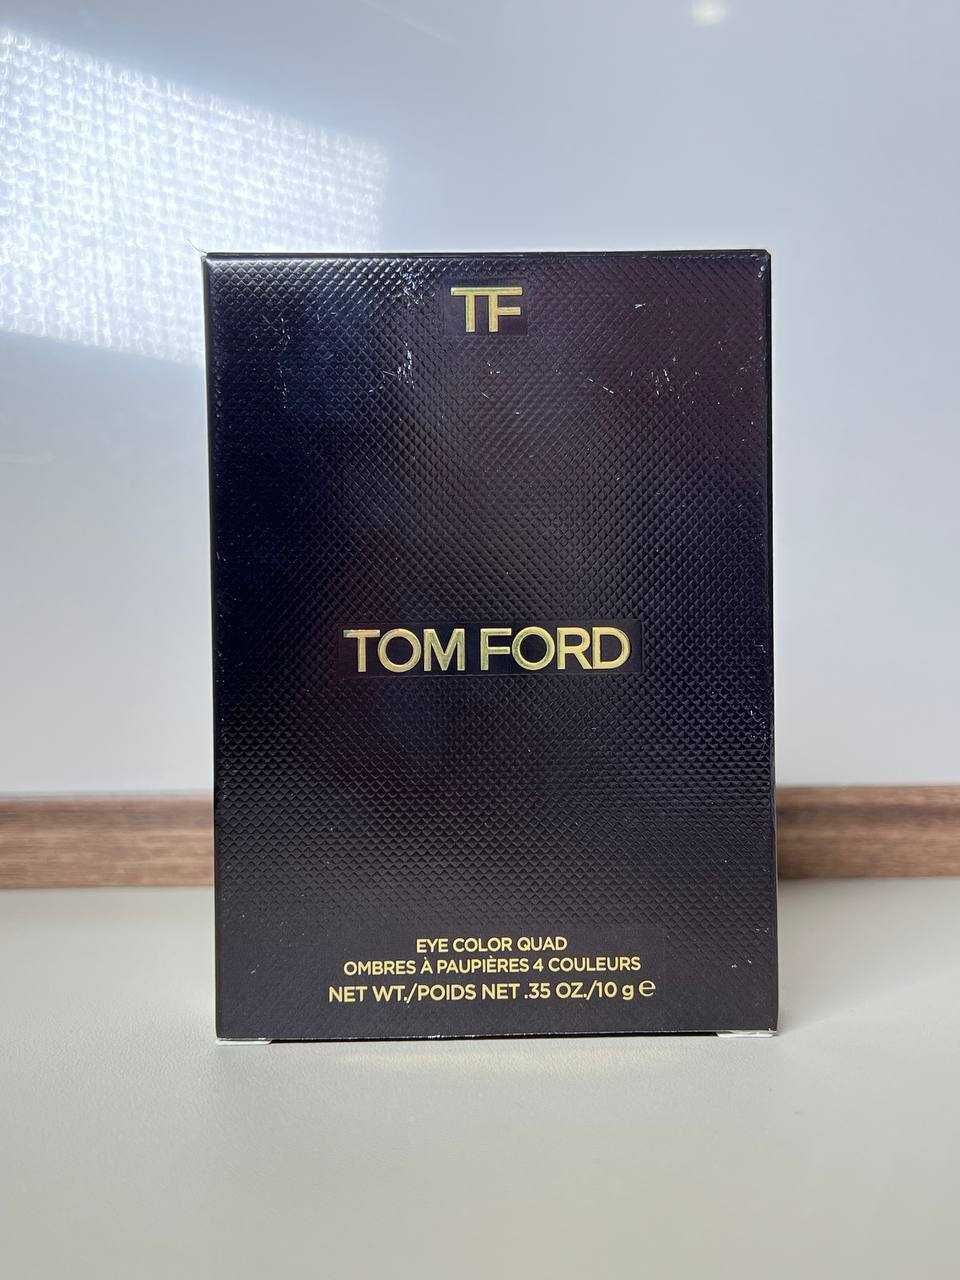 TF
TOM FORD
EYE COLOR QUAD
OMBRES À PAUPIÈRES 4 COULEURS
NET WT./POIDS NET .35 OZ./10 g ℮